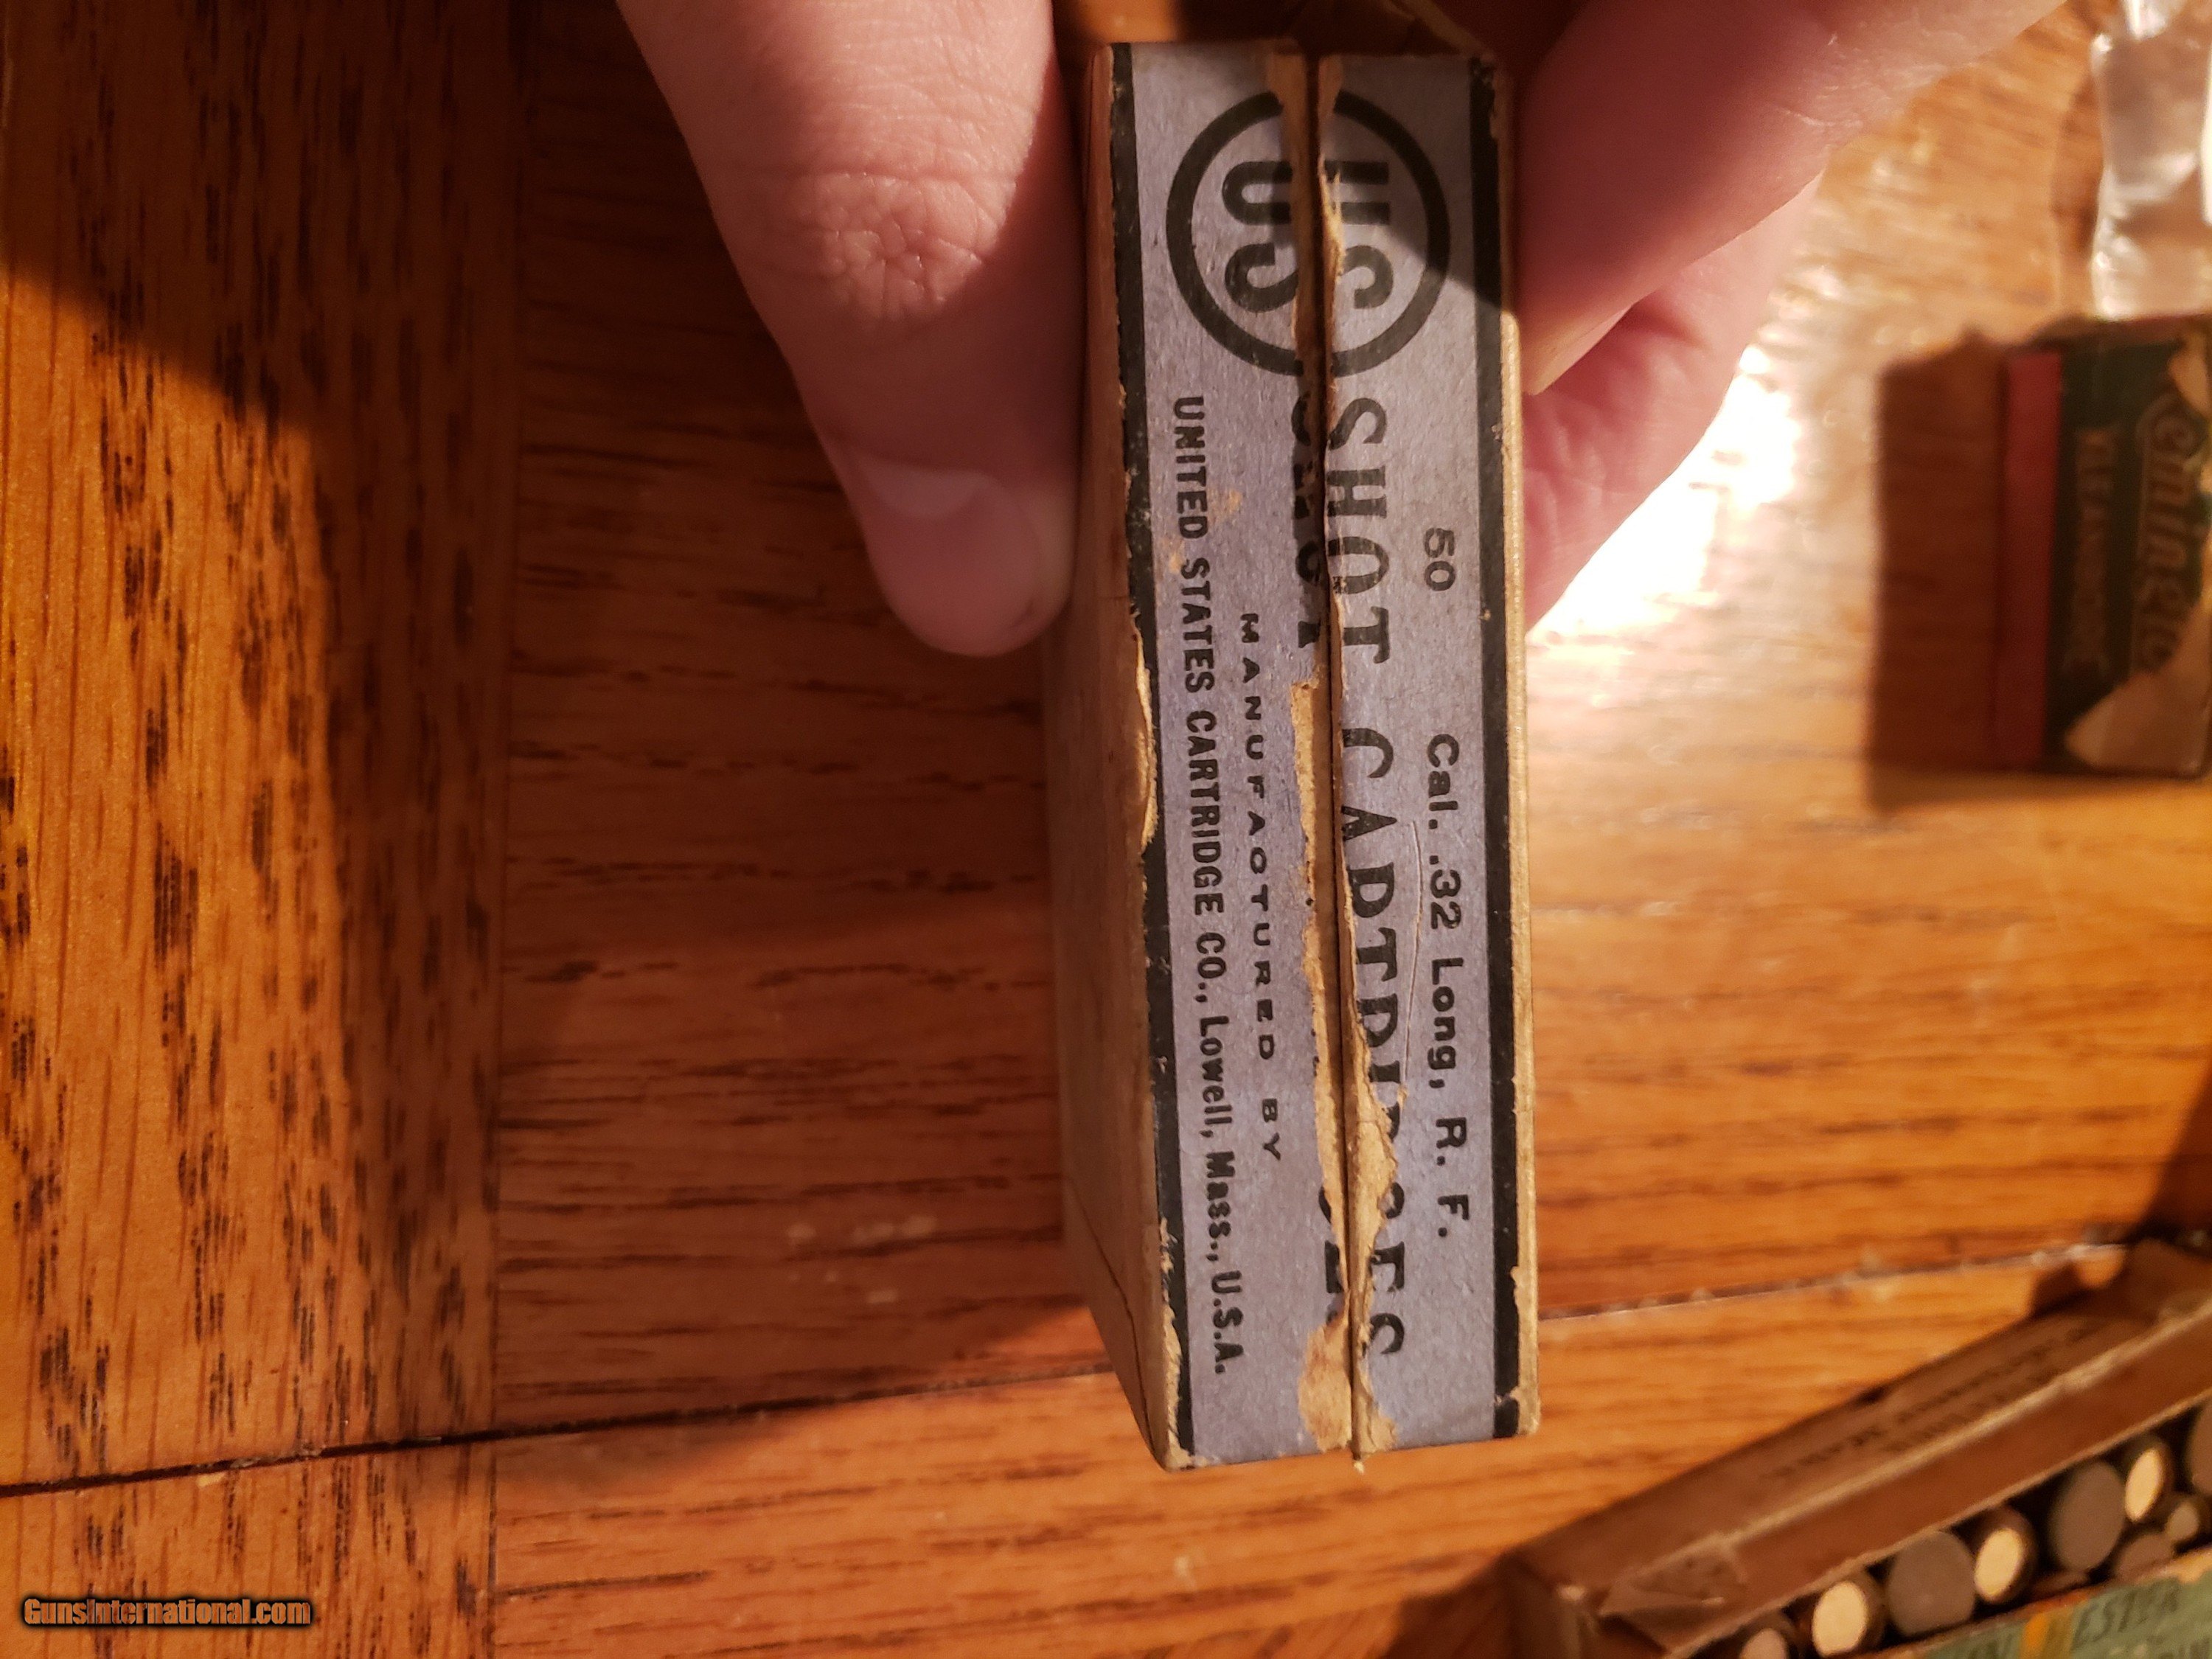 US
50 Cal. .32 Long, R. F.
SHOT CARTRIDGES
MANUFACTURED BY
UNITED STATES CARTRIDGE CO., Lowell, Mass., U.S.A.
GunsInternational.com